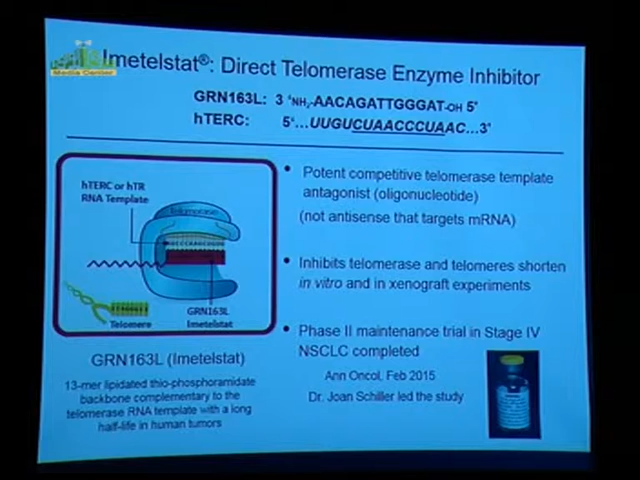 Media Center
Imetelstat®: Direct Telomerase Enzyme Inhibitor
GRN163L: 3 ‘NH₂-AACAGATTGGGAT-OH 5’
hTERC: 5‘...UUGUCUAACCCUAAC...3’
hTERC or hTR
RNA Template
Telomerase
Telomere
GRN163L
Imetelstat
GRN163L (Imetelstat)
13-mer lipidated thio-phosphoramidate
backbone complementary to the
telomerase RNA template with a long
half-life in human tumors
• Potent competitive telomerase template
antagonist (oligonucleotide)
(not antisense that targets mRNA)
• Inhibits telomerase and telomeres shorten
in vitro and in xenograft experiments
• Phase II maintenance trial in Stage IV
NSCLC completed
Ann Oncol, Feb 2015
Dr. Joan Schiller led the study